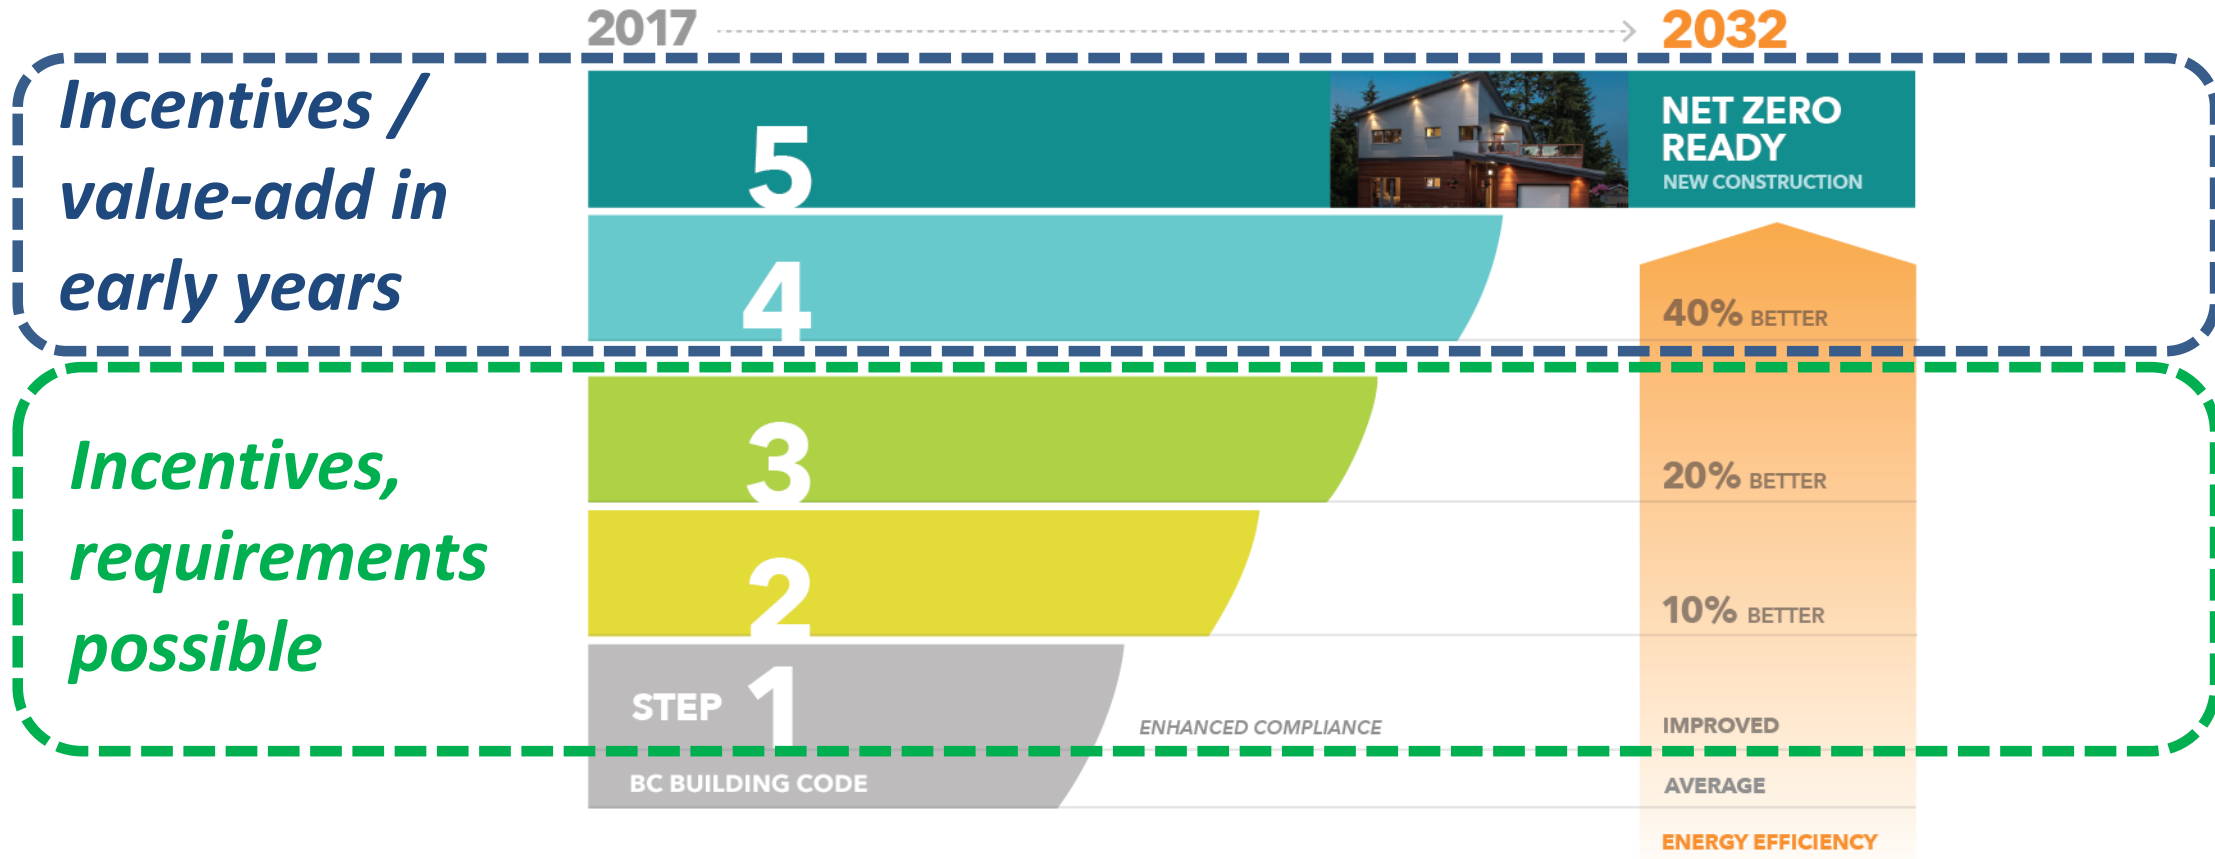 2017
2032
Incentives /
value-add in
early years
5
NET ZERO
READY
NEW CONSTRUCTION
4
40% BETTER
Incentives,
requirements
possible
3
20% BETTER
2
10% BETTER
STEP 1
ENHANCED COMPLIANCE
IMPROVED
BC BUILDING CODE
AVERAGE
ENERGY EFFICIENCY